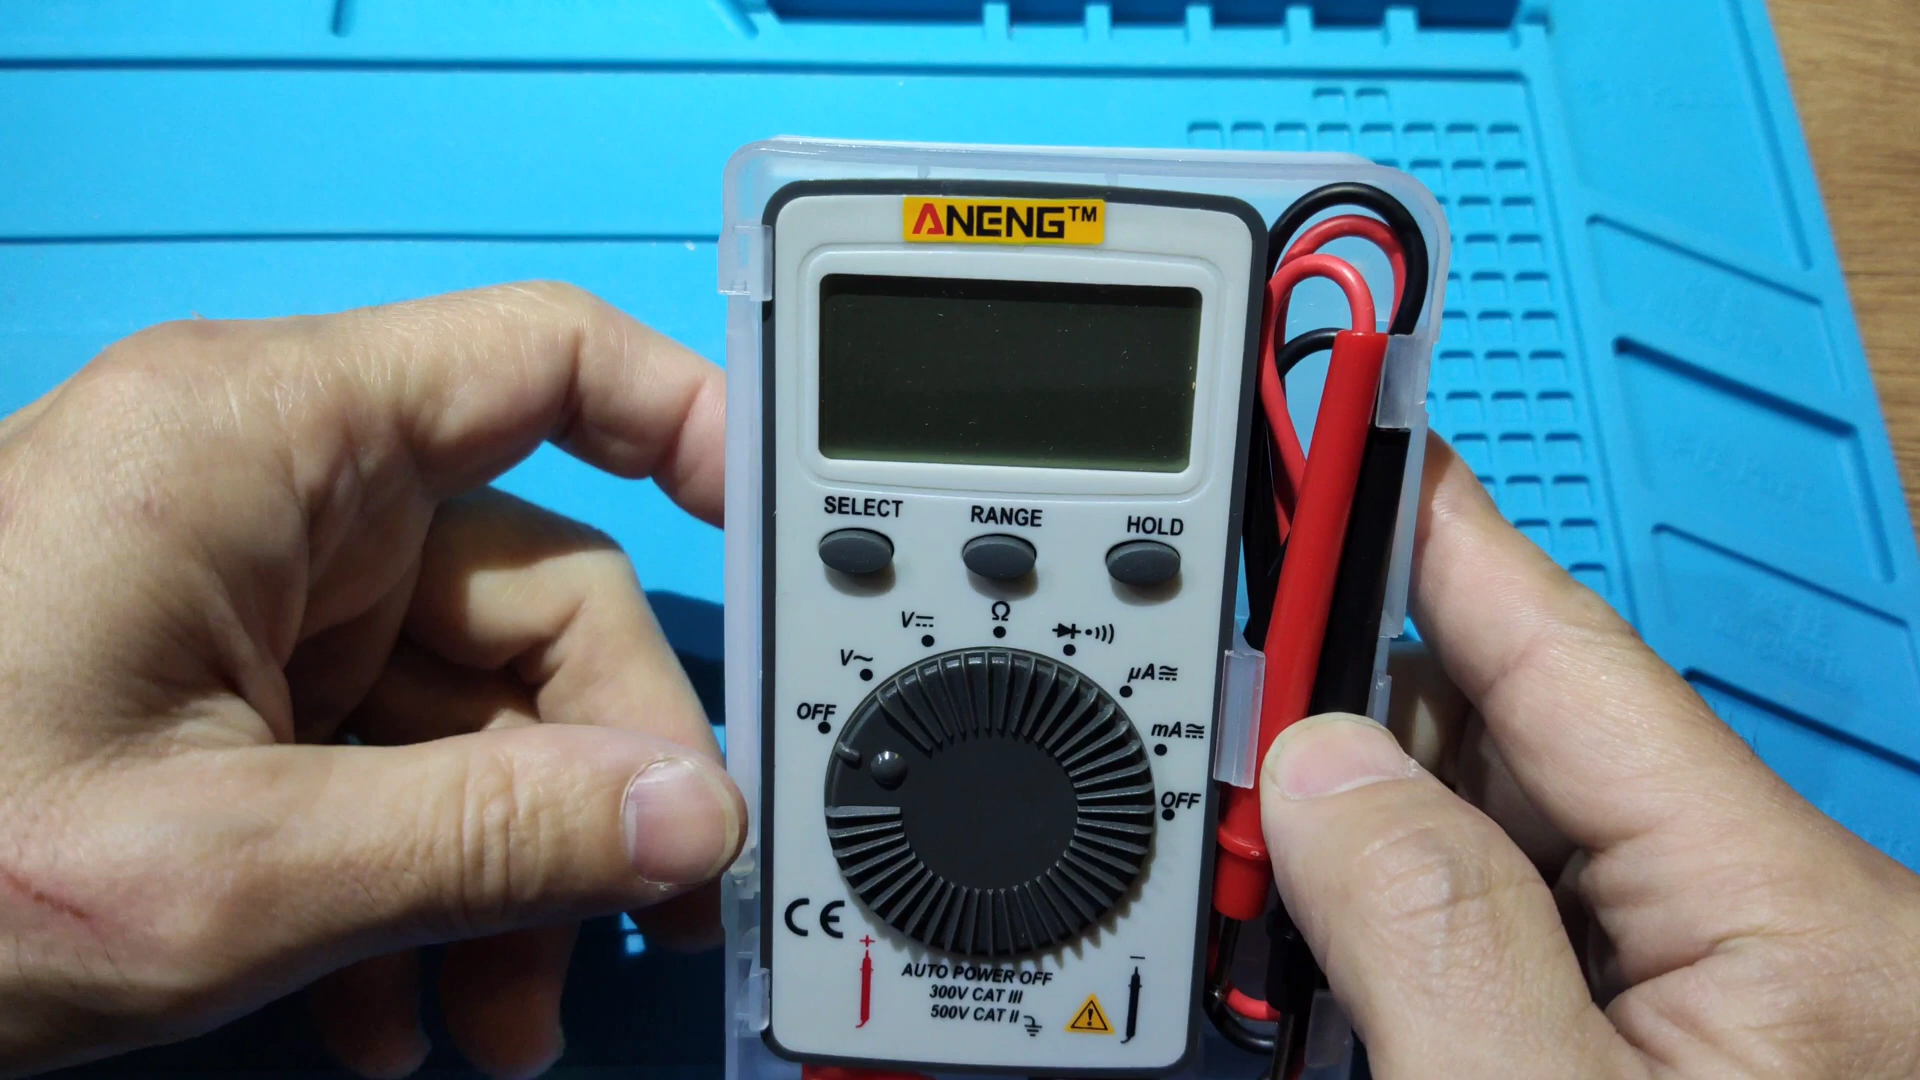 ANENG™
SELECT RANGE HOLD
Ω
V⎓
V~
μA≂
OFF
mA≂
OFF
CE
+
−
AUTO POWER OFF
300V CAT III
500V CAT II